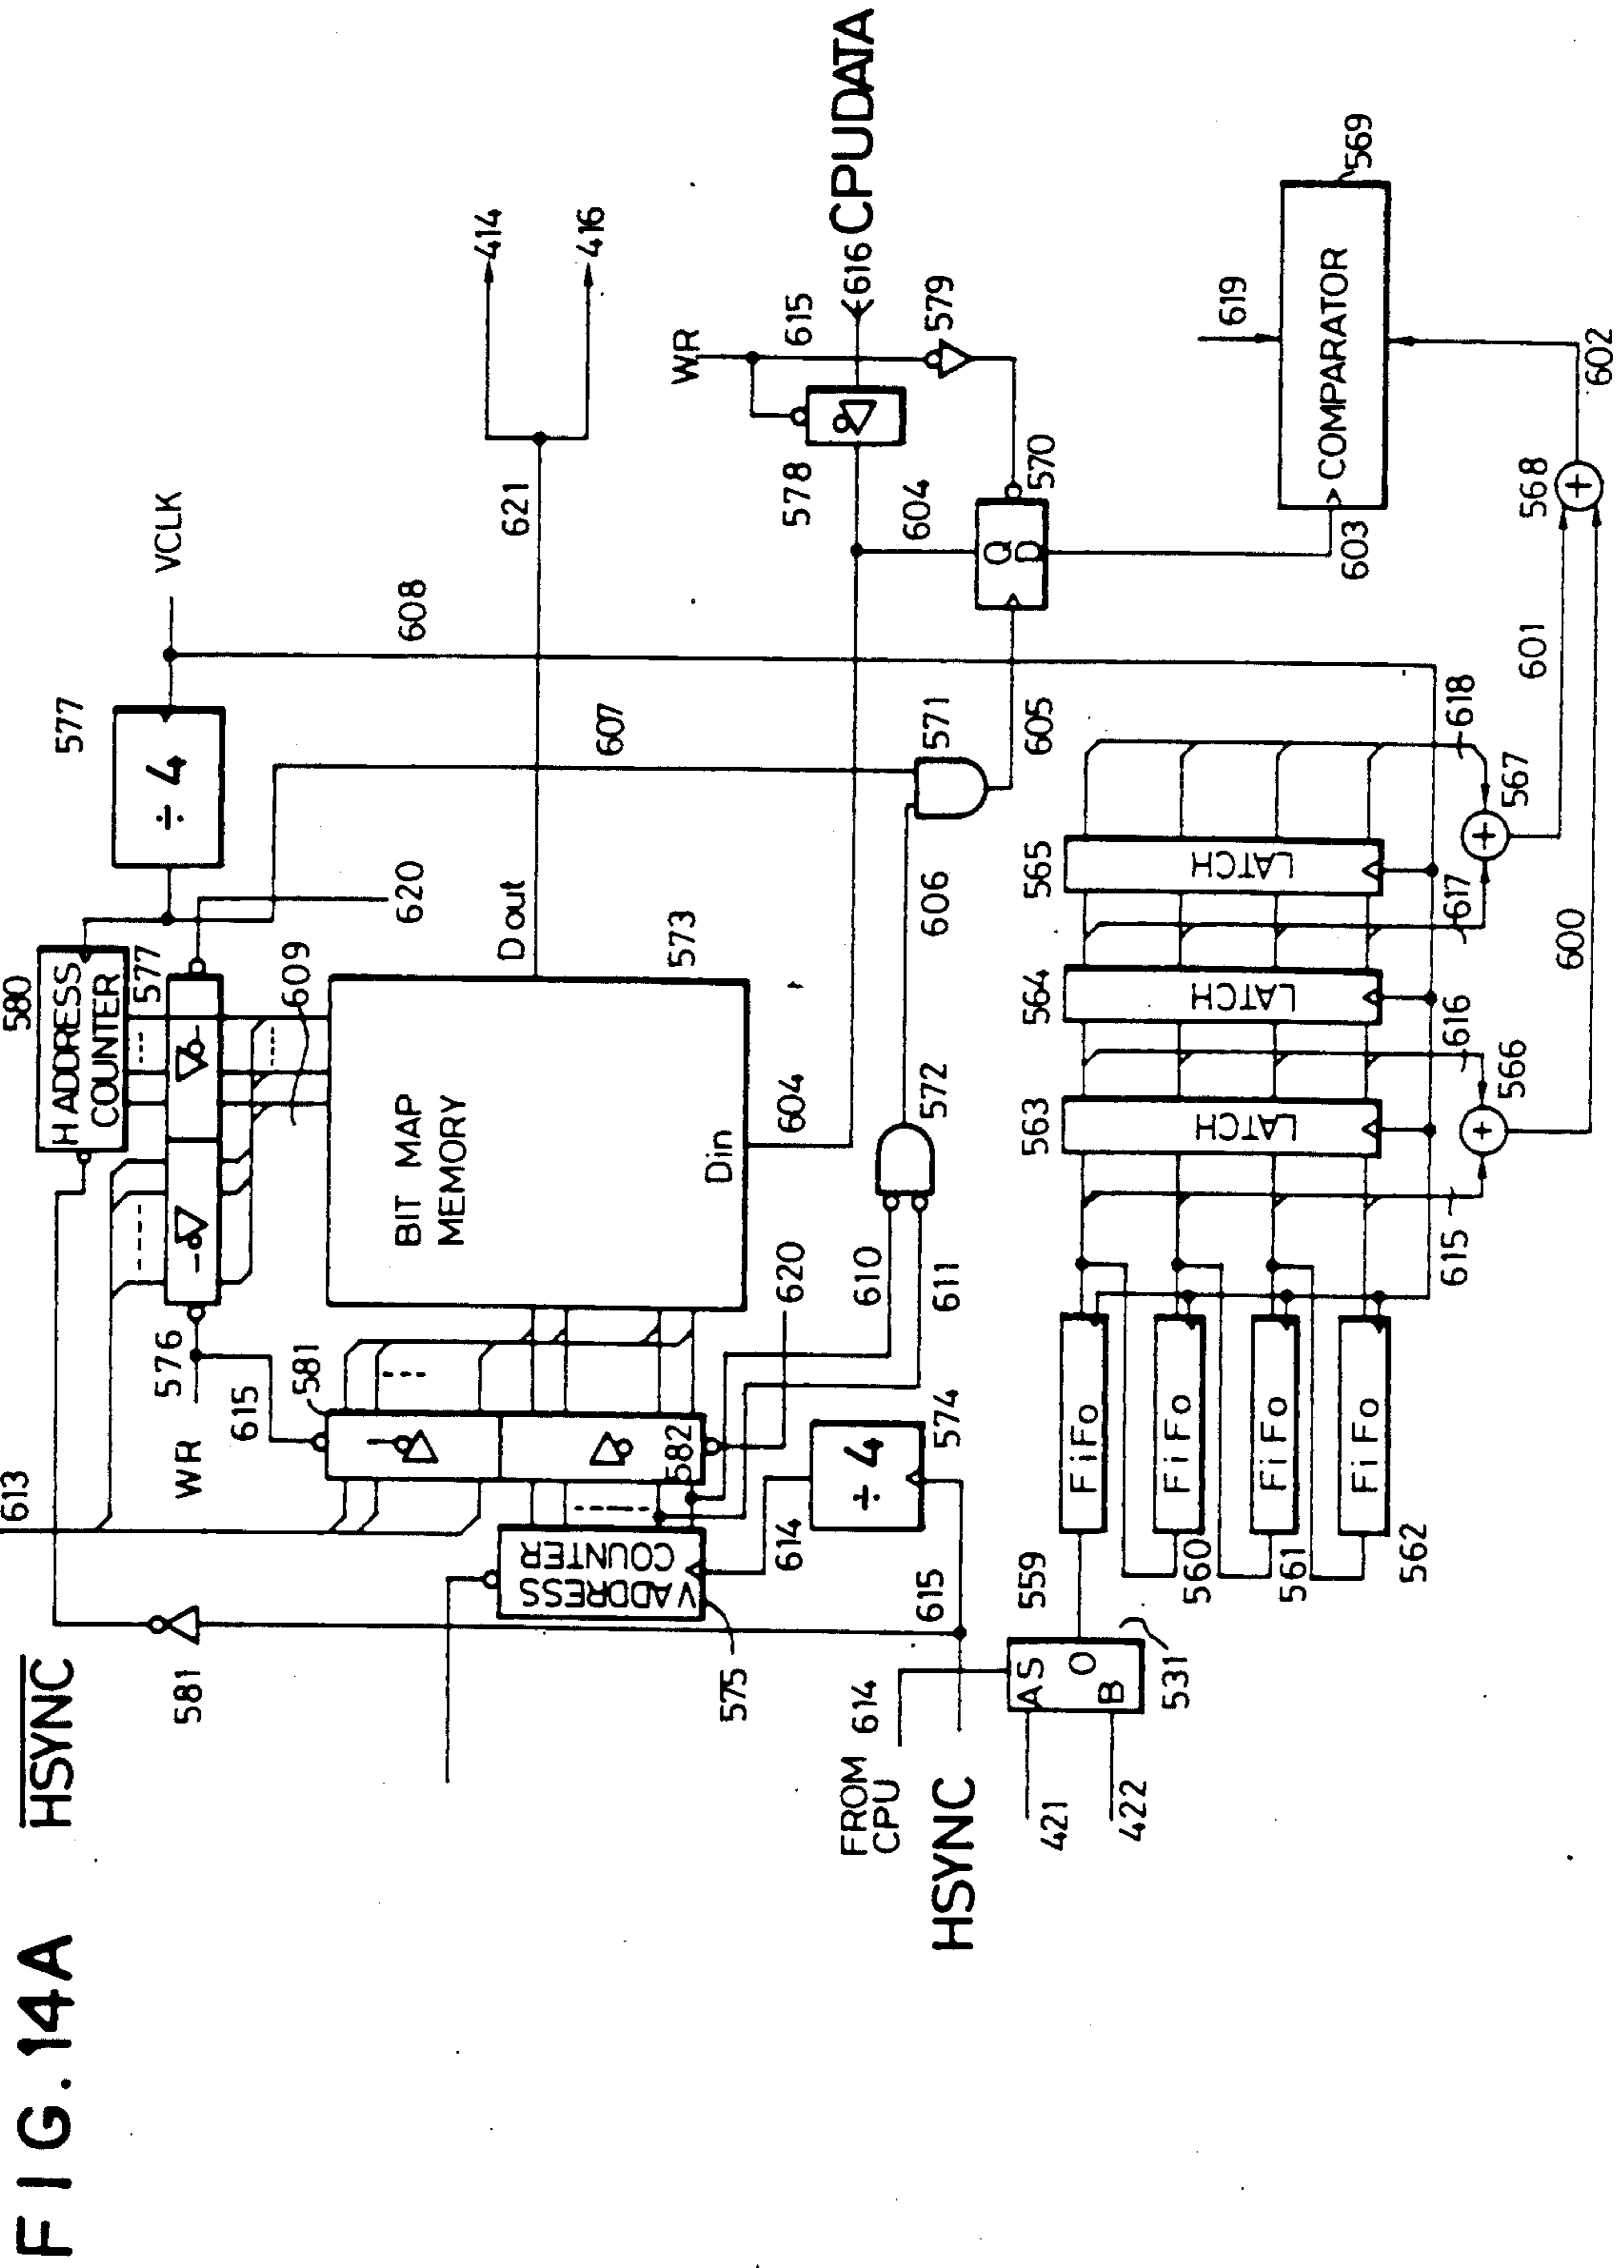 FIG.14A
HSYNC
613
580
H ADDRESS
COUNTER
577
÷ 4
VCLK
577
576
WR
615
581
620
609
608
607
621
414
416
BIT MAP
MEMORY
Dout
573
Din
604
581
582
V ADDRESS
COUNTER
575
614
÷ 4
574
620
615
610
611
572
606
571
605
WR
615
616
CPUDATA
578
579
604
Q
D
570
603
COMPARATOR
569
619
602
568
601
600
FROM
CPU
614
HSYNC
A S
O
B
421
422
531
559
FiFo
FiFo
FiFo
FiFo
560
561
562
563
LATCH
564
LATCH
565
LATCH
615
616
617
618
566
567